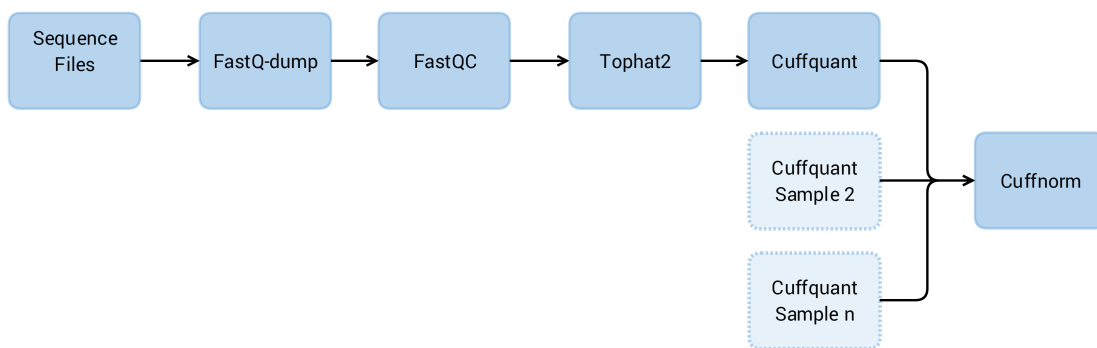 Sequence
Files
FastQ-dump
FastQC
Tophat2
Cuffquant
Cuffquant
Sample 2
Cuffnorm
Cuffquant
Sample n